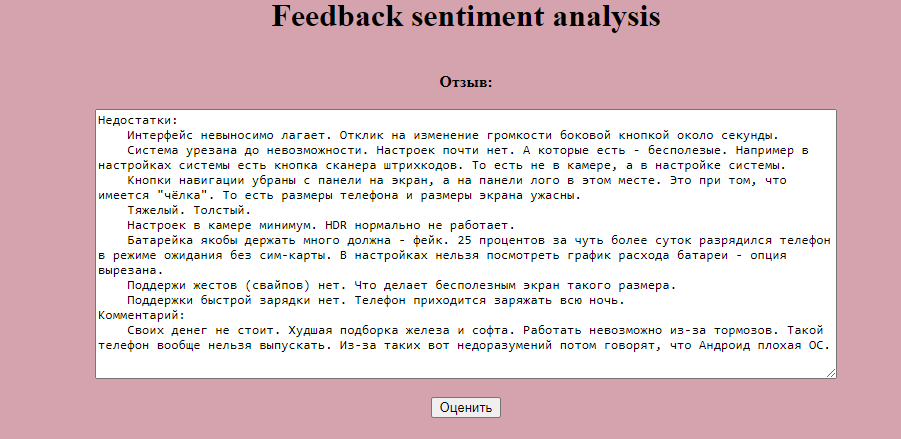 Feedback sentiment analysis
Отзыв:
Недостатки:
Интерфейс невыносимо лагает. Отклик на изменение громкости боковой кнопкой около секунды.
Система урезана до невозможности. Настроек почти нет. А которые есть - бесполезые. Например в
настройках системы есть кнопка сканера штрихкодов. То есть не в камере, а в настройке системы.
Кнопки навигации убраны с панели на экран, а на панели лого в этом месте. Это при том, что
имеется "чёлка". То есть размеры телефона и размеры экрана ужасны.
Тяжелый. Толстый.
Настроек в камере минимум. HDR нормально не работает.
Батарейка якобы держать много должна - фейк. 25 процентов за чуть более суток разрядился телефон
в режиме ожидания без сим-карты. В настройках нельзя посмотреть график расхода батареи - опция
вырезана.
Поддержи жестов (свайпов) нет. Что делает бесполезным экран такого размера.
Поддержки быстрой зарядки нет. Телефон приходится заряжать всю ночь.
Комментарий:
Своих денег не стоит. Худшая подборка железа и софта. Работать невозможно из-за тормозов. Такой
телефон вообще нельзя выпускать. Из-за таких вот недоразумений потом говорят, что Андроид плохая ОС.
Оценить